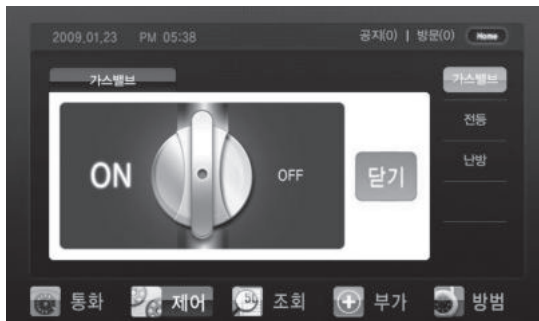 2009.01.23 PM 05:38 공지(0) | 방문(0) Home
가스밸브
가스밸브
전등
난방
ON OFF 닫기
통화 제어 조회 부가 방범